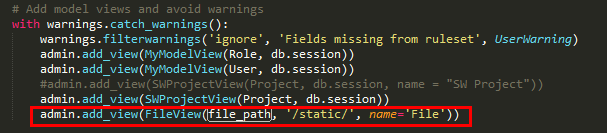 # Add model views and avoid warnings
with warnings.catch_warnings():
    warnings.filterwarnings('ignore', 'Fields missing from ruleset', UserWarning)
    admin.add_view(MyModelView(Role, db.session))
    admin.add_view(MyModelView(User, db.session))
    #admin.add_view(SWProjectView(Project, db.session, name = "SW Project"))
    admin.add_view(SWProjectView(Project, db.session))
    admin.add_view(FileView(file_path, '/static/', name='File'))